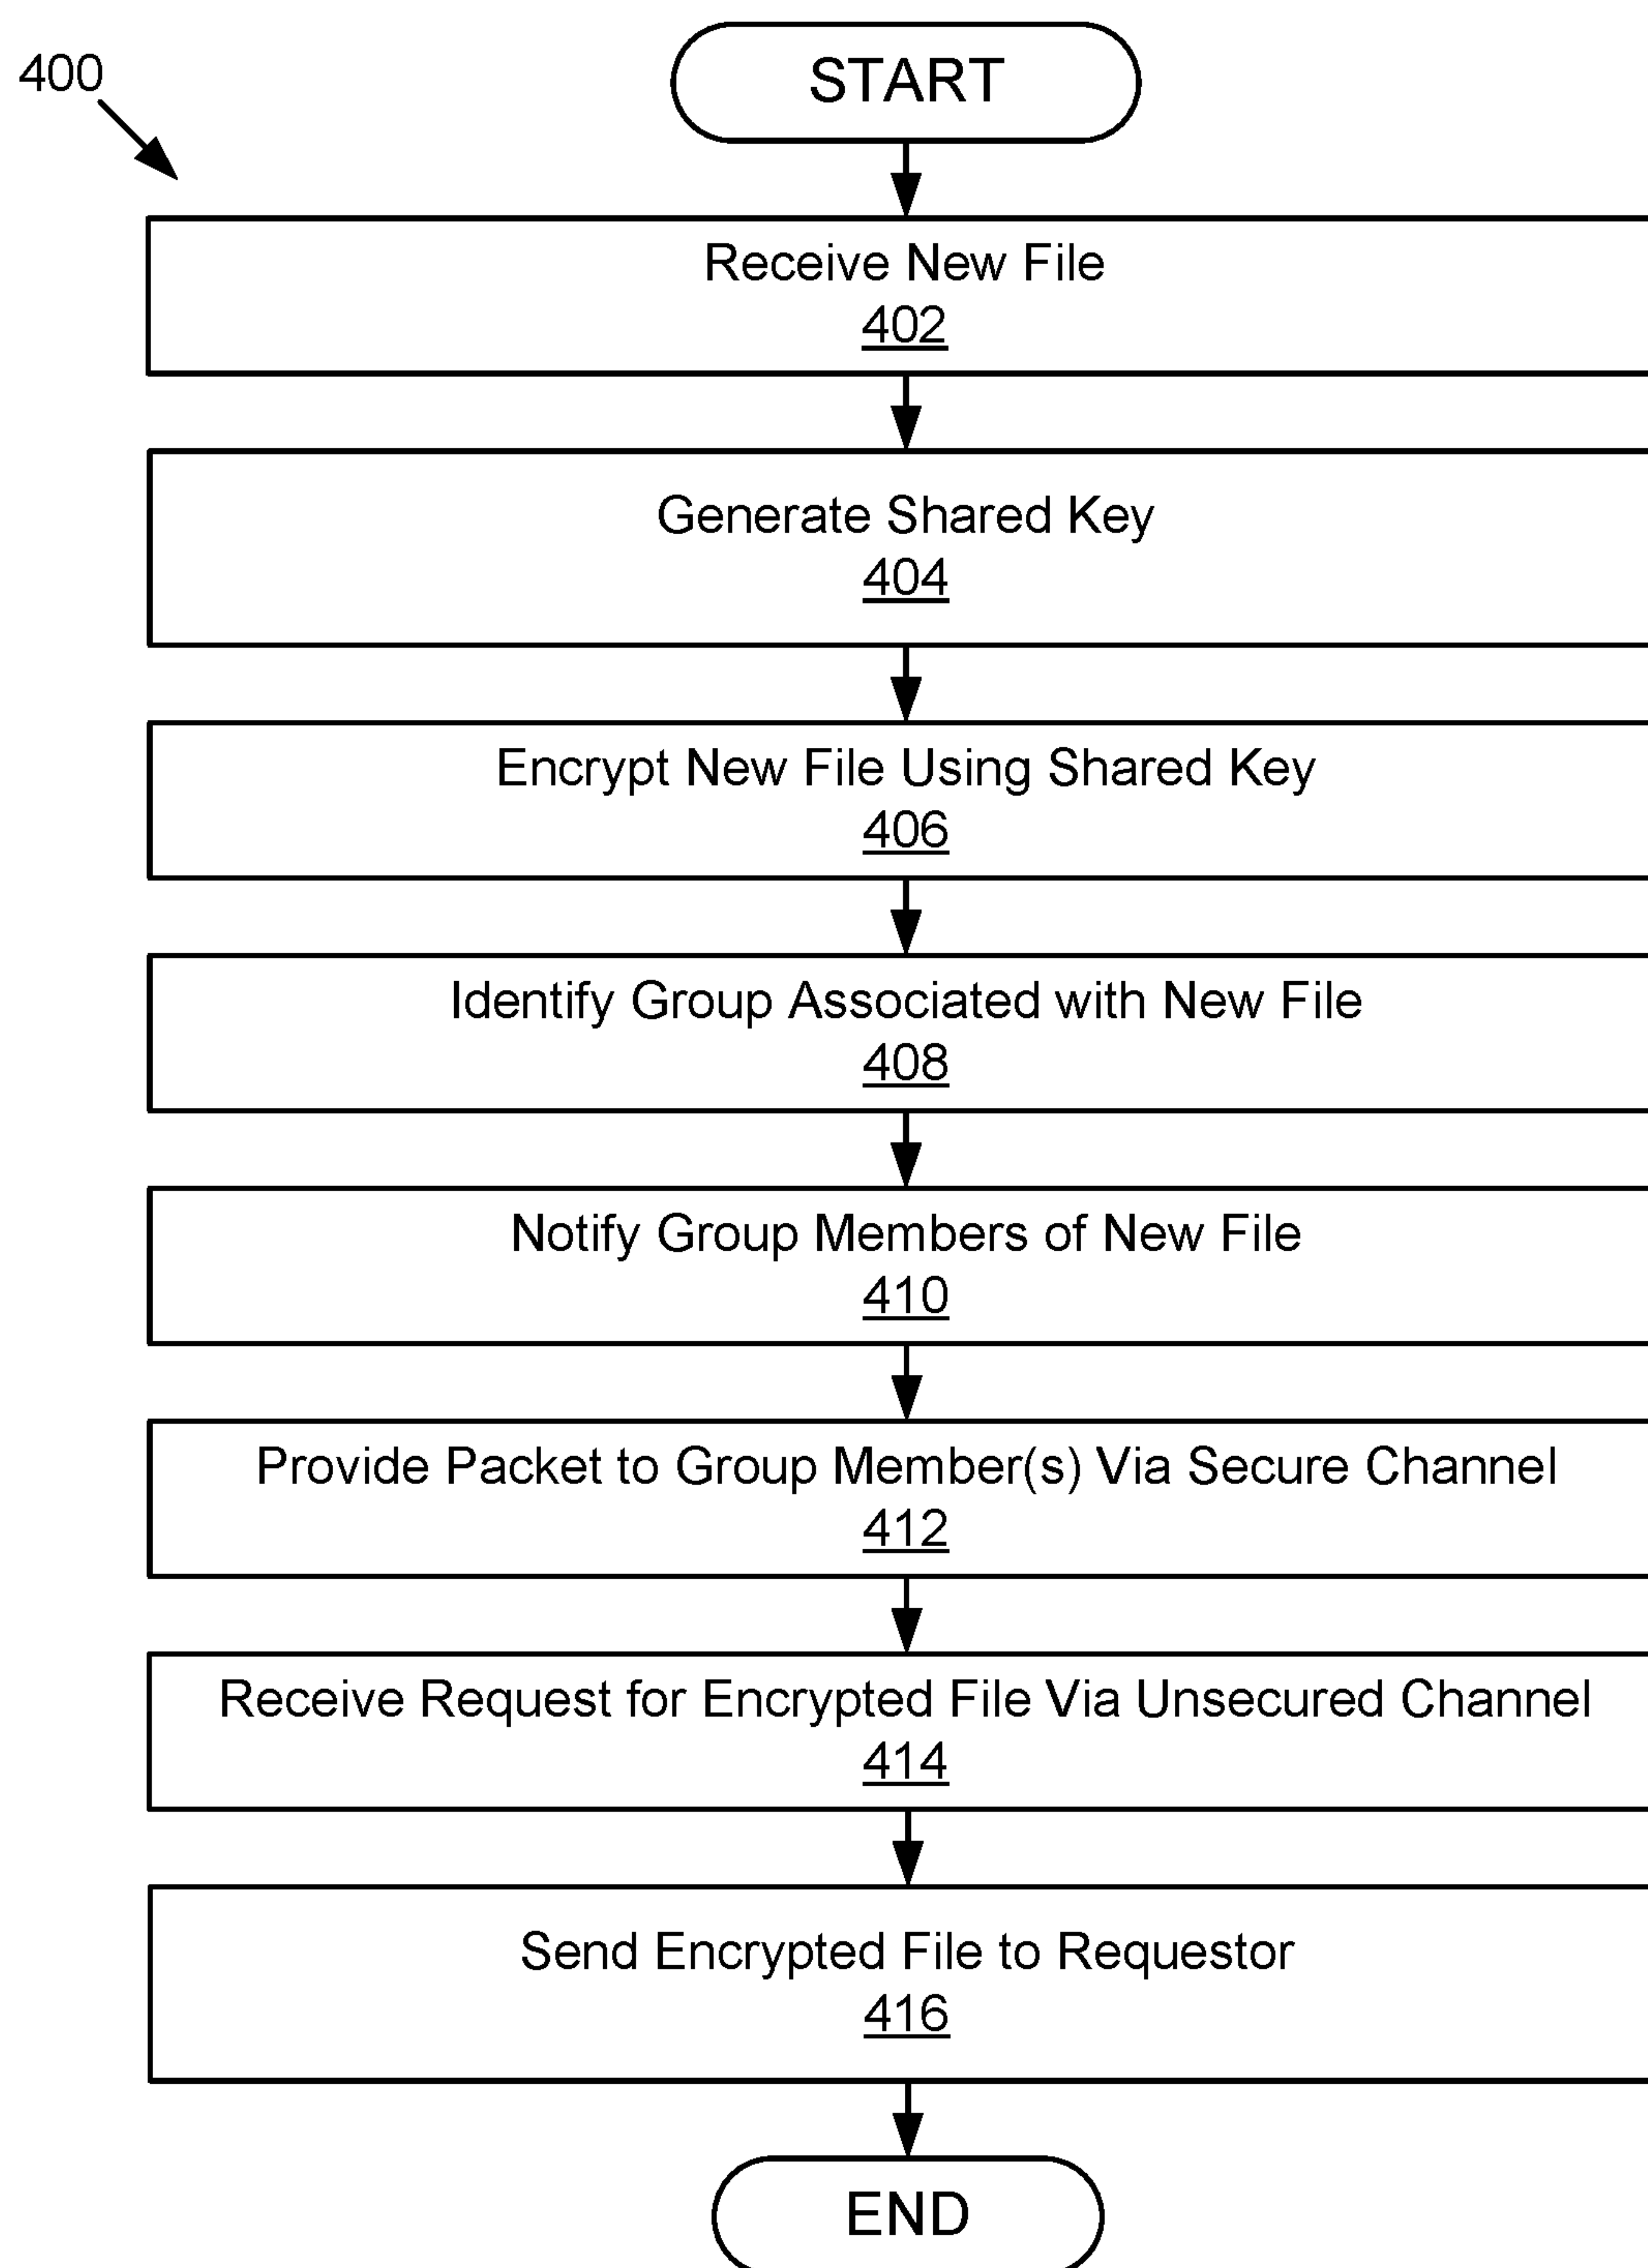 400
START
Receive New File
402
Generate Shared Key
404
Encrypt New File Using Shared Key
406
Identify Group Associated with New File
408
Notify Group Members of New File
410
Provide Packet to Group Member(s) Via Secure Channel
412
Receive Request for Encrypted File Via Unsecured Channel
414
Send Encrypted File to Requestor
416
END